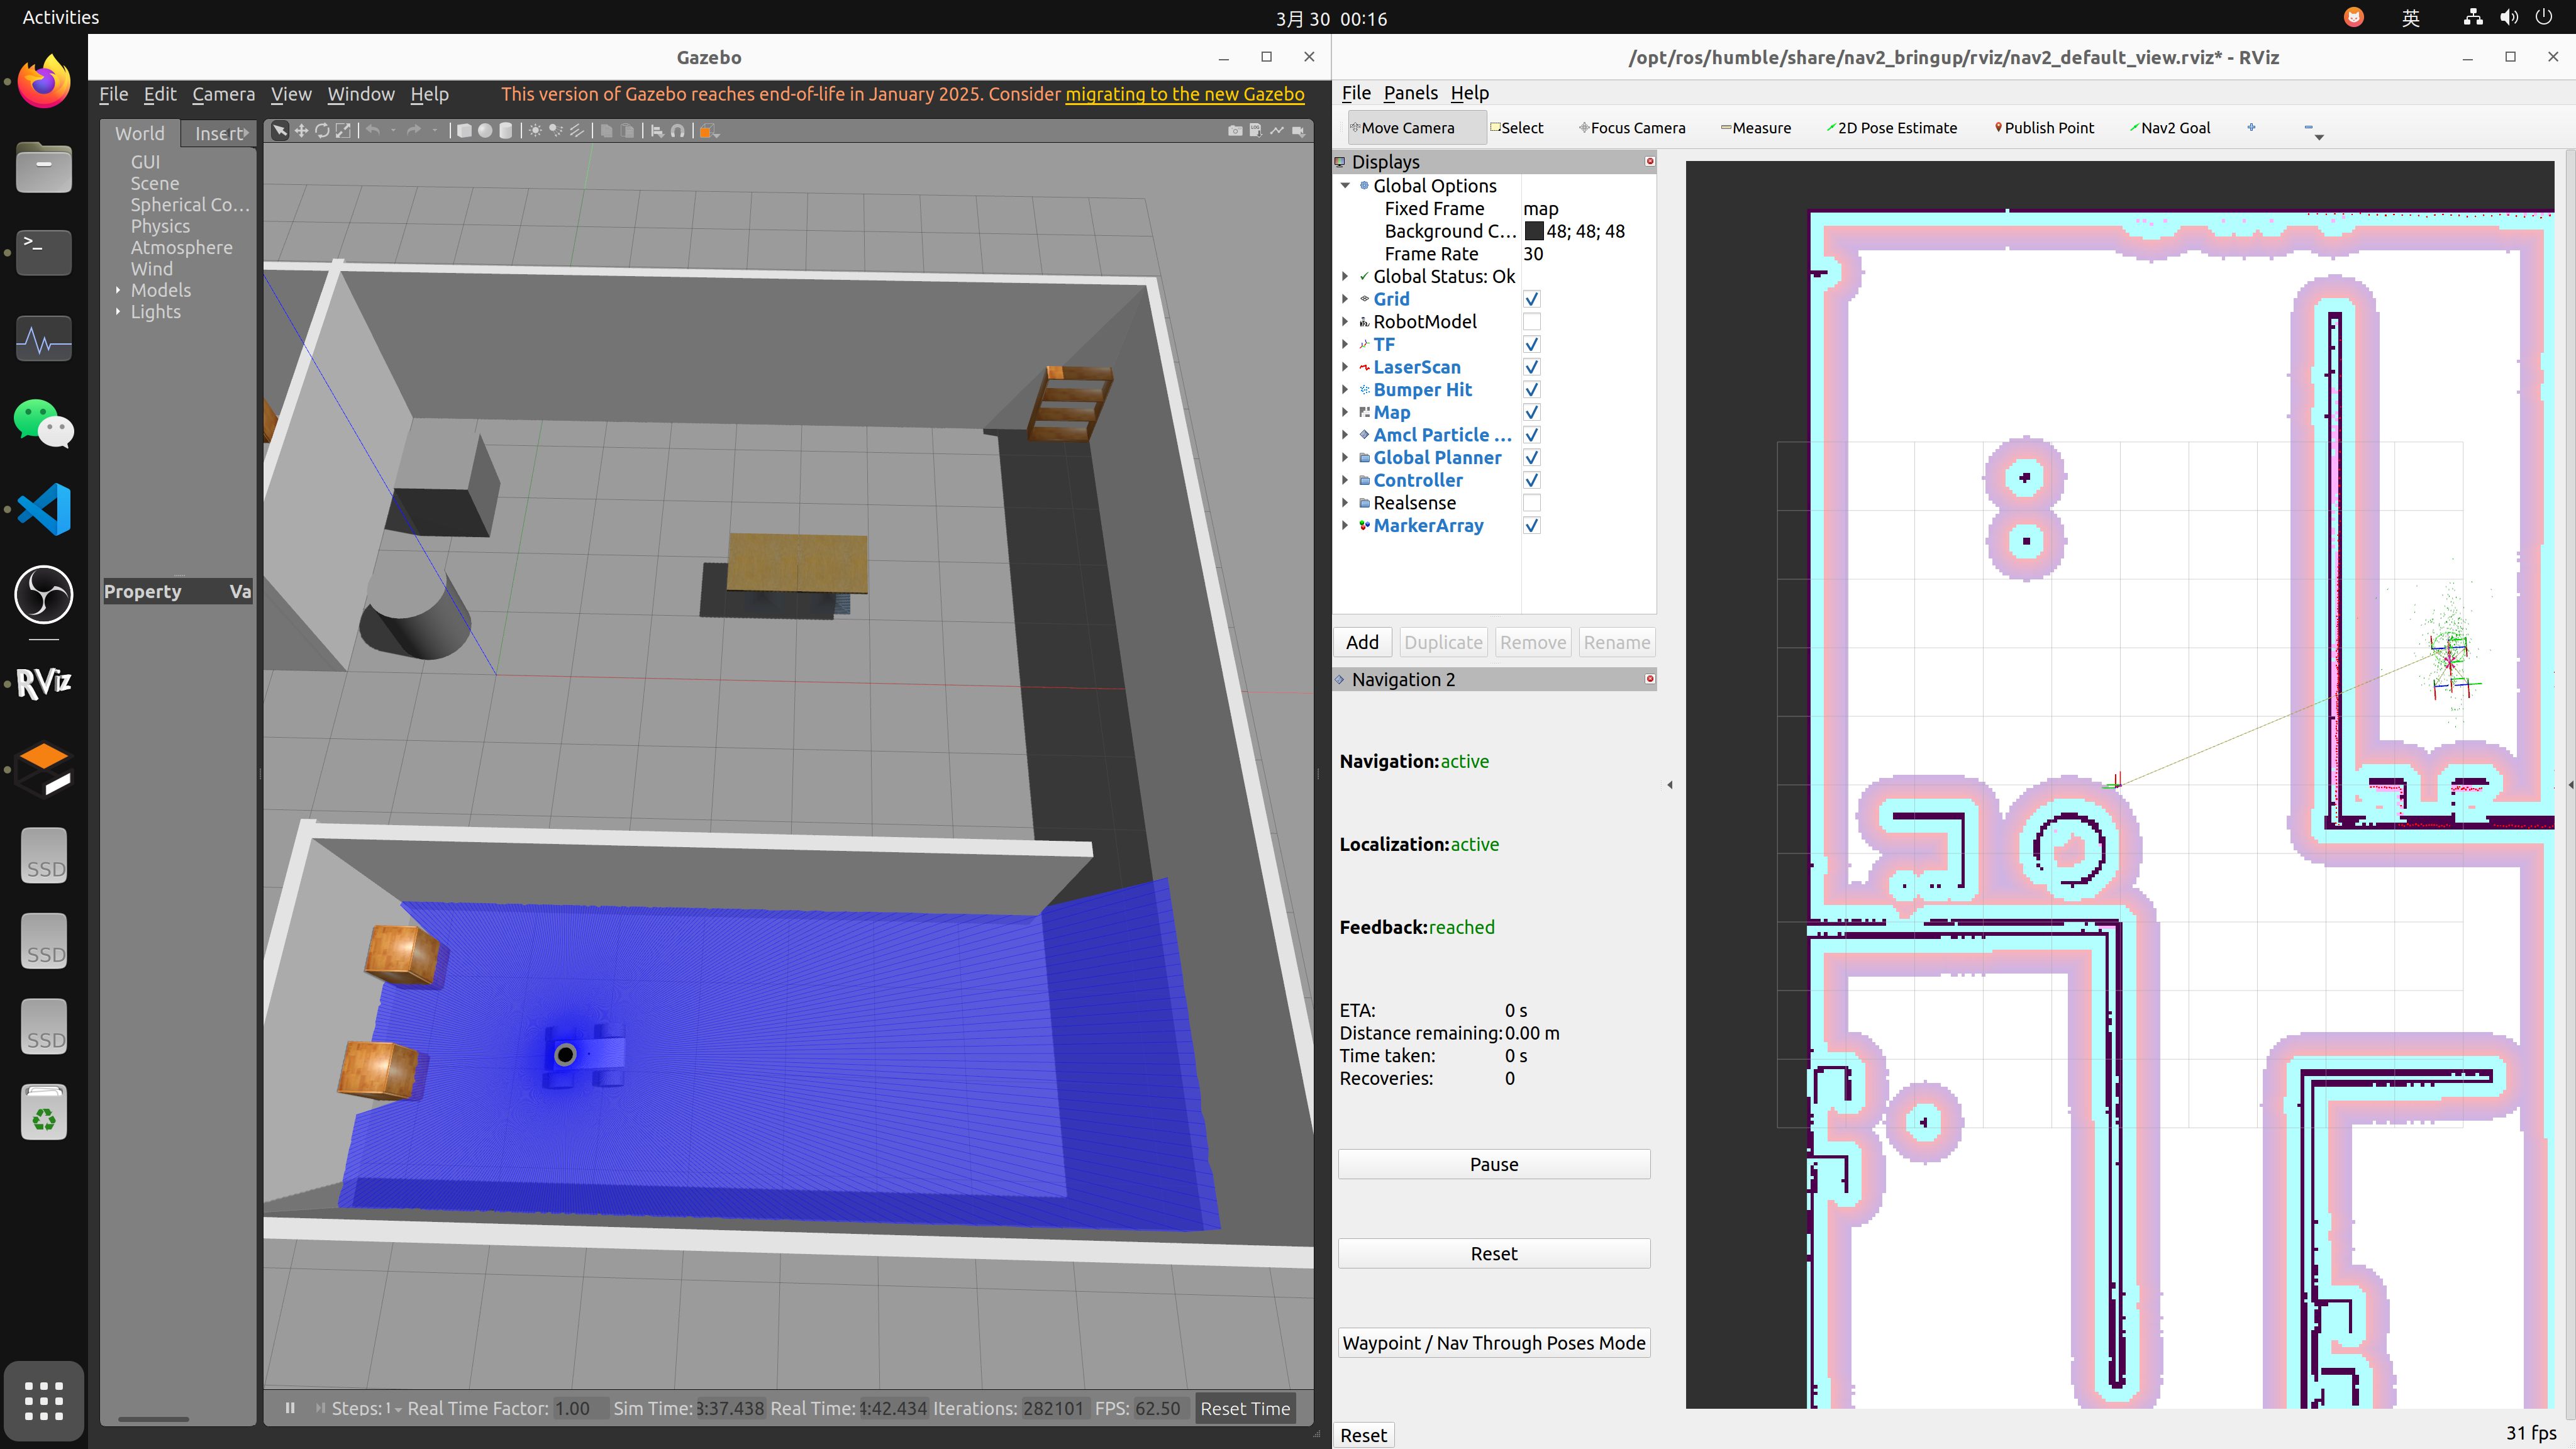 Activities
3月 30 00:16
英
Gazebo
File Edit Camera View Window Help
This version of Gazebo reaches end-of-life in January 2025. Consider migrating to the new Gazebo
World Insert
GUI
Scene
Spherical Co...
Physics
Atmosphere
Wind
Models
Lights
Property Va
Steps: 1 Real Time Factor: 1.00 Sim Time: 3:37.438 Real Time: 4:42.434 Iterations: 282101 FPS: 62.50 Reset Time
RViz
SSD
SSD
SSD
/opt/ros/humble/share/nav2_bringup/rviz/nav2_default_view.rviz* - RViz
File Panels Help
Move Camera Select Focus Camera Measure 2D Pose Estimate Publish Point Nav2 Goal
Displays
Global Options
Fixed Frame map
Background C... 48; 48; 48
Frame Rate 30
Global Status: Ok
Grid
RobotModel
TF
LaserScan
Bumper Hit
Map
Amcl Particle ...
Global Planner
Controller
Realsense
MarkerArray
Add Duplicate Remove Rename
Navigation 2
Navigation: active
Localization: active
Feedback: reached
ETA: 0 s
Distance remaining: 0.00 m
Time taken: 0 s
Recoveries: 0
Pause
Reset
Waypoint / Nav Through Poses Mode
Reset
31 fps